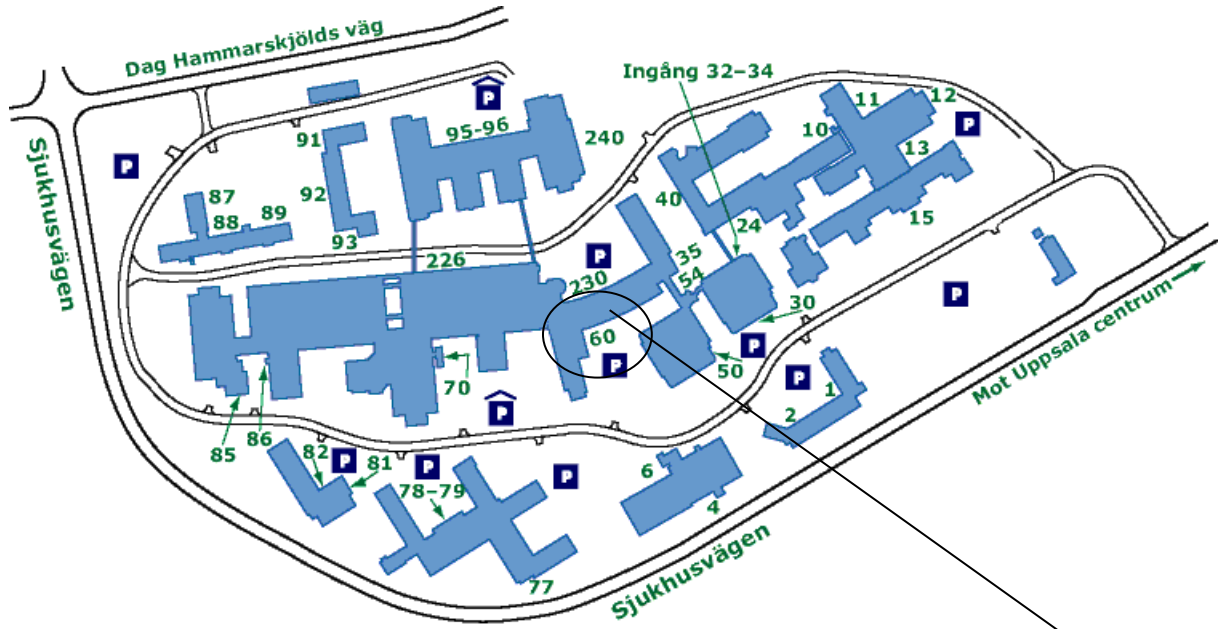 Dag Hammarskjölds väg
P
Ingång 32–34
12
11
95-96
10
P
91
240
13
P
Sjukhusvägen
87
92
40
89
88
15
24
93
226
35
P
230
54
P
30
Mot Uppsala centrum
60
P
P
50
70
P
1
P
2
86
85
82
81
P
P
P
6
78–79
4
77
Sjukhusvägen